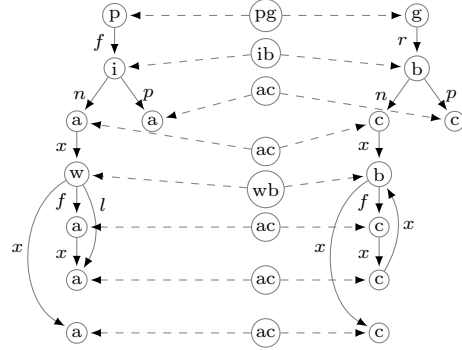 p pg g
f r
i ib b
n p ac n p
a a c c
x ac x
w wb b
f l f
a ac c
x x x x
a ac c
a ac c